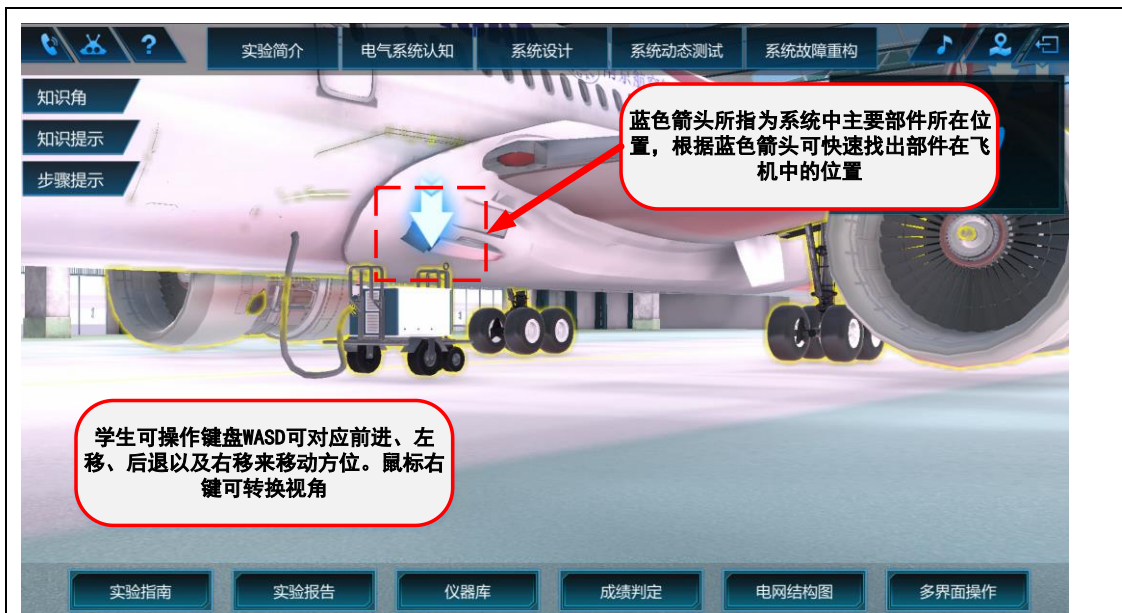 ?
实验简介
电气系统认知
系统设计
系统动态测试
系统故障重构
知识角
知识提示
步骤提示
蓝色箭头所指为系统中主要部件所在位
置，根据蓝色箭头可快速找出部件在飞
机中的位置
学生可操作键盘WASD可对应前进、左
移、后退以及右移来移动方位。鼠标右
键可转换视角
实验指南
实验报告
仪器库
成绩判定
电网结构图
多界面操作